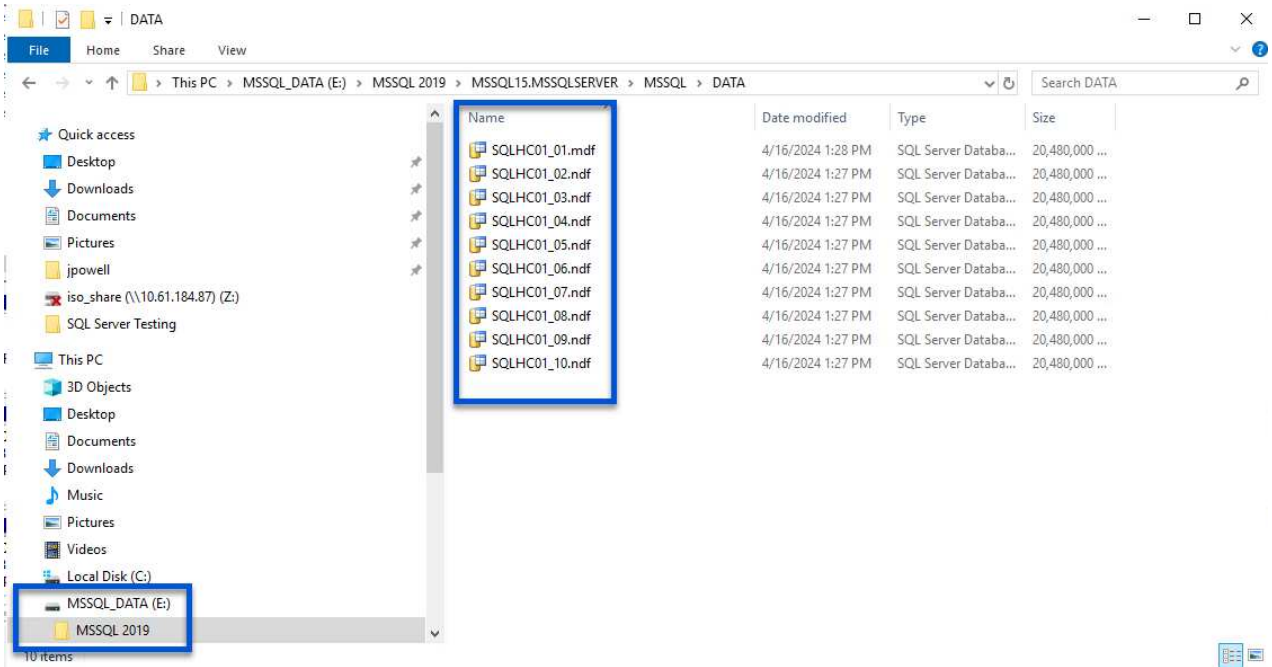 DATA
File Home Share View
This PC > MSSQL_DATA (E:) > MSSQL 2019 > MSSQL15.MSSQLSERVER > MSSQL > DATA
Search DATA
Quick access
Desktop
Downloads
Documents
Pictures
jpowell
iso_share (\\10.61.184.87) (Z:)
SQL Server Testing
This PC
3D Objects
Desktop
Documents
Downloads
Music
Pictures
Videos
Local Disk (C:)
MSSQL_DATA (E:)
MSSQL 2019
Name Date modified Type Size
SQLHC01_01.mdf 4/16/2024 1:28 PM SQL Server Databa... 20,480,000 ...
SQLHC01_02.ndf 4/16/2024 1:27 PM SQL Server Databa... 20,480,000 ...
SQLHC01_03.ndf 4/16/2024 1:27 PM SQL Server Databa... 20,480,000 ...
SQLHC01_04.ndf 4/16/2024 1:27 PM SQL Server Databa... 20,480,000 ...
SQLHC01_05.ndf 4/16/2024 1:27 PM SQL Server Databa... 20,480,000 ...
SQLHC01_06.ndf 4/16/2024 1:27 PM SQL Server Databa... 20,480,000 ...
SQLHC01_07.ndf 4/16/2024 1:27 PM SQL Server Databa... 20,480,000 ...
SQLHC01_08.ndf 4/16/2024 1:27 PM SQL Server Databa... 20,480,000 ...
SQLHC01_09.ndf 4/16/2024 1:27 PM SQL Server Databa... 20,480,000 ...
SQLHC01_10.ndf 4/16/2024 1:27 PM SQL Server Databa... 20,480,000 ...
10 items